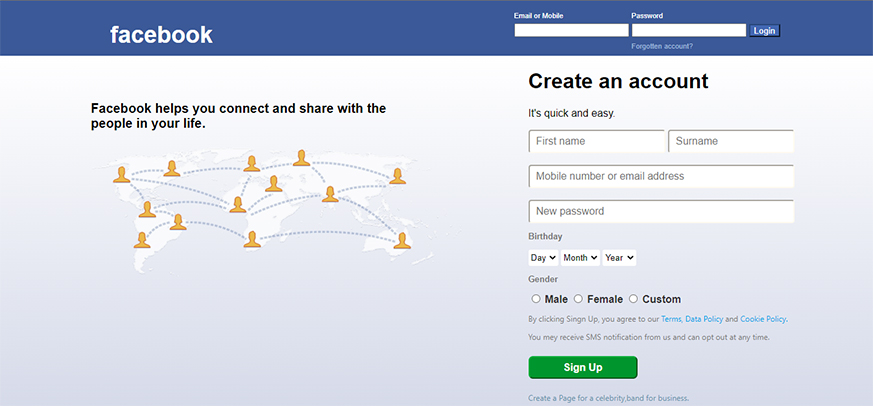 Email or Mobile Password
facebook
Login
Forgotten account?
Create an account
Facebook helps you connect and share with the
people in your life.
It's quick and easy.
First name Surname
Mobile number or email address
New password
Birthday
Day Month Year
Gender
Male Female Custom
By clicking Singn Up, you agree to our Terms, Data Policy and Cookie Policy.
You may receive SMS notification from us and can opt out at any time.
Sign Up
Create a Page for a celebrity,band for business.